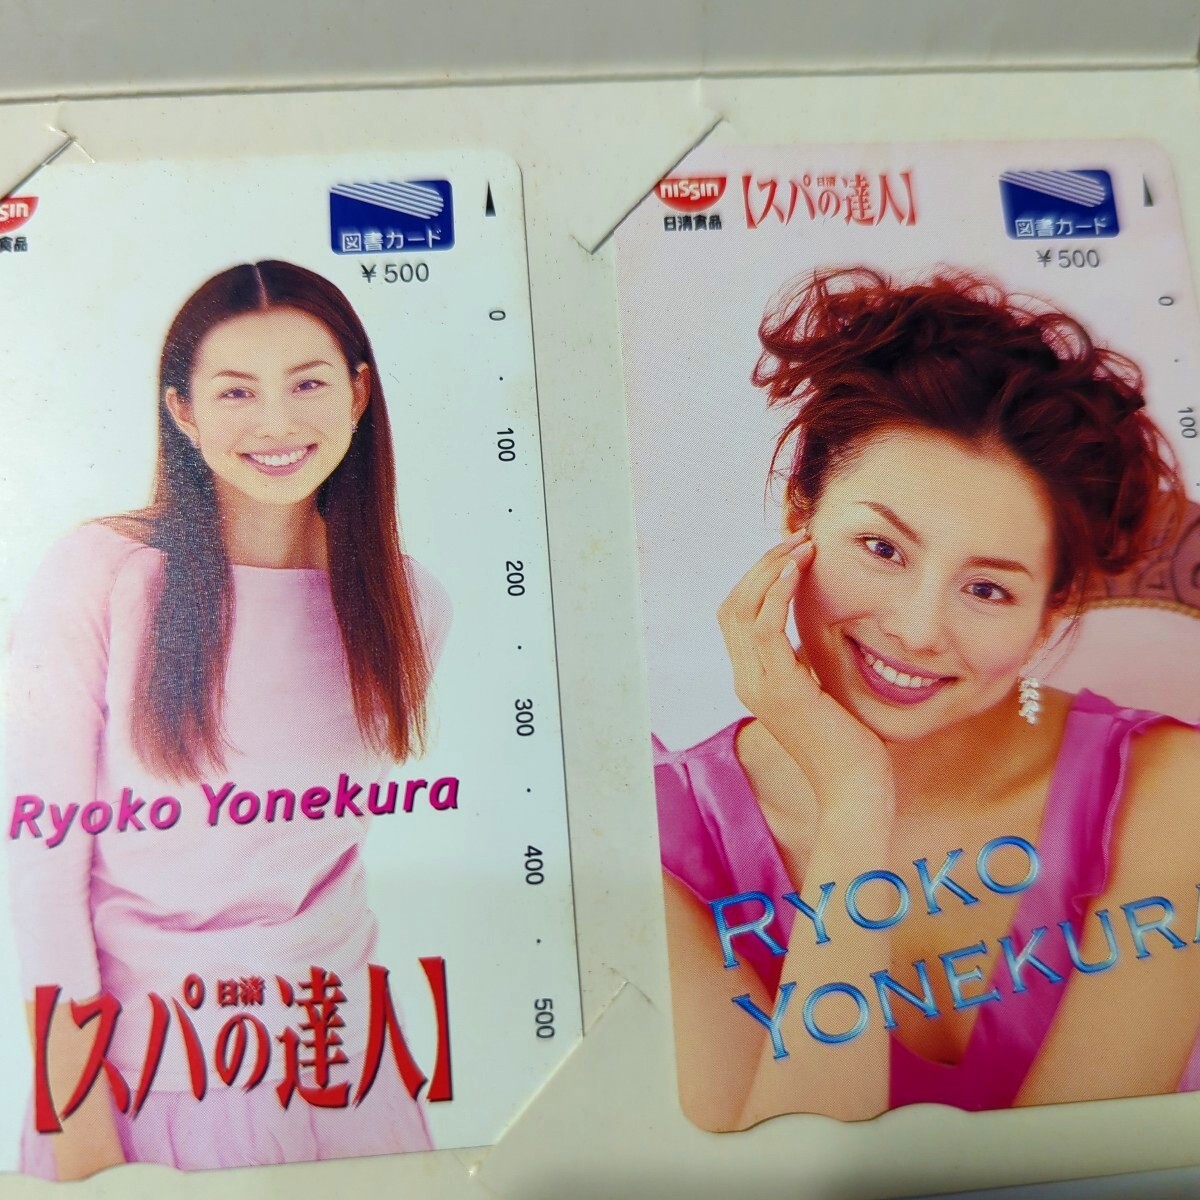 ssin
食品
図書カード
¥500
0
100
200
300
400
500
Ryoko Yonekura
【スパの達人】
日清
nissin
日清食品
【スパの達人】
日清
図書カード
¥500
0
100
RYOKO
YONEKURA